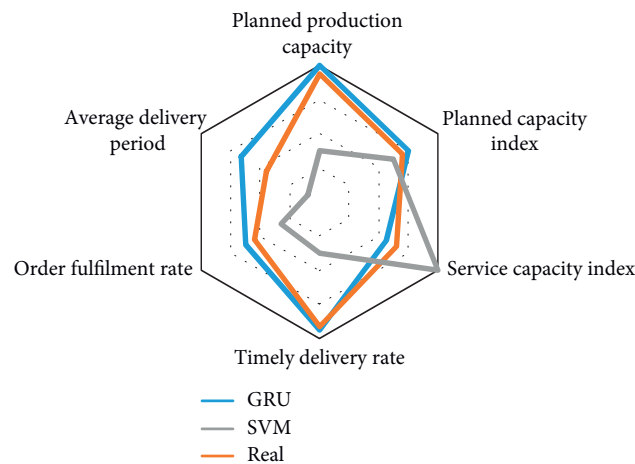 Planned production
capacity
Average delivery
period
Planned capacity
index
Order fulfilment rate
Service capacity index
Timely delivery rate
GRU
SVM
Real